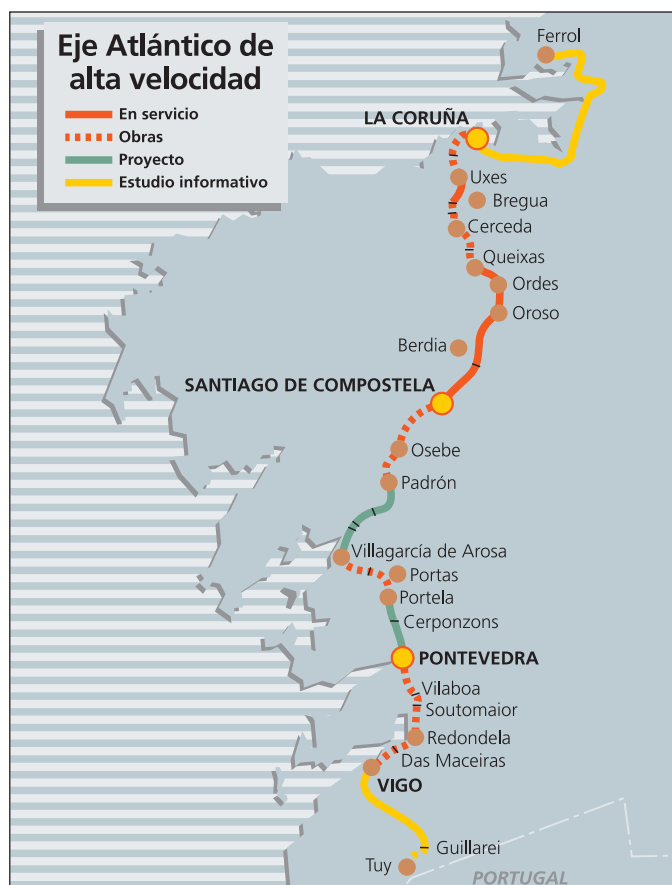 Eje Atlántico de
alta velocidad
En servicio
Obras
Proyecto
Estudio informativo
Ferrol
LA CORUÑA
Uxes
Bregua
Cerceda
Queixas
Ordes
Oroso
Berdia
SANTIAGO DE COMPOSTELA
Osebe
Padrón
Villagarcía de Arosa
Portas
Portela
Cerponzons
PONTEVEDRA
Vilaboa
Soutomaior
Redondela
Das Maceiras
VIGO
Guillarei
Tuy
PORTUGAL